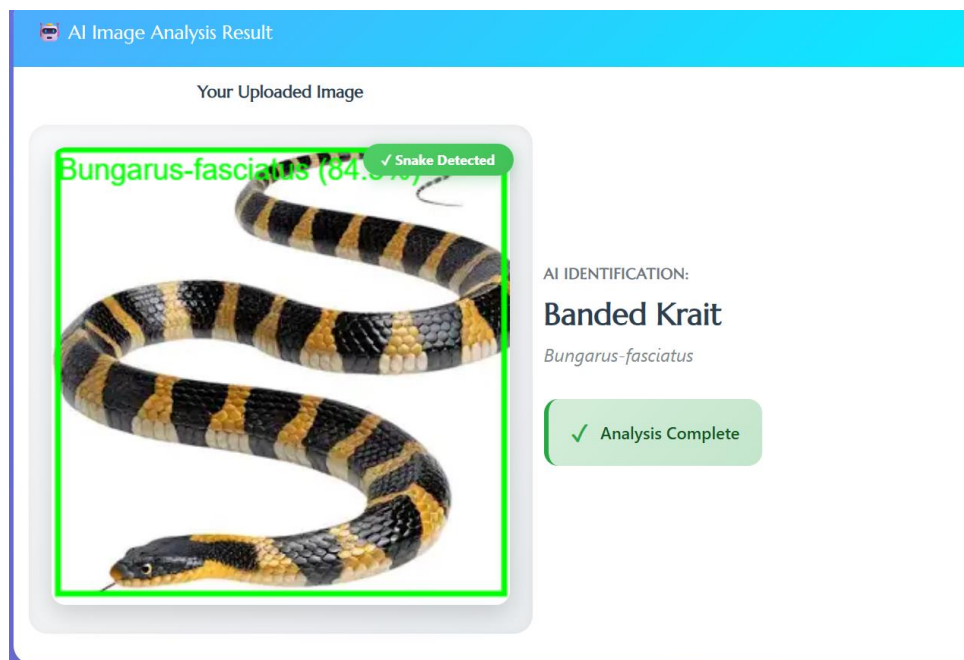 AI Image Analysis Result
Your Uploaded Image
Bungarus-fasciatus (84.
✓ Snake Detected
AI IDENTIFICATION:
Banded Krait
Bungarus-fasciatus
✓ Analysis Complete